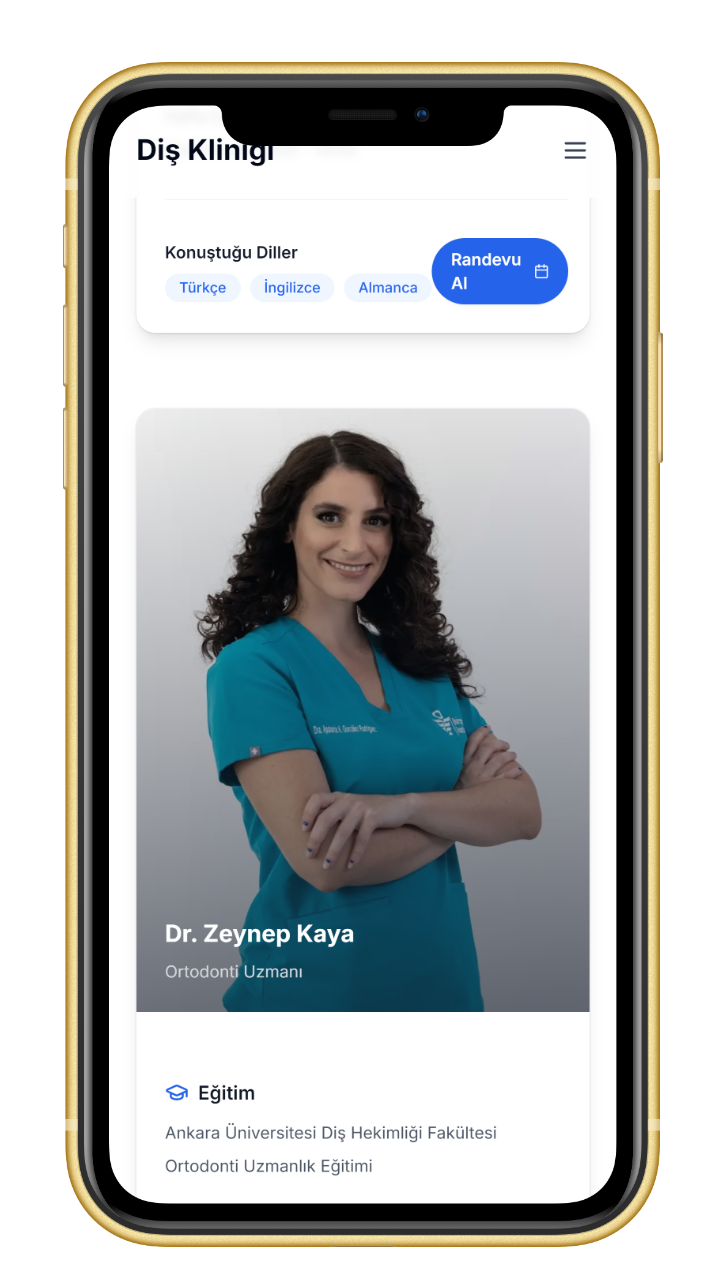 Diş Kliniği
Konuştuğu Diller
Türkçe
İngilizce
Almanca
Randevu
Al
Dr. Zeynep Kaya
Ortodonti Uzmanı
Eğitim
Ankara Üniversitesi Diş Hekimliği Fakültesi
Ortodonti Uzmanlık Eğitimi